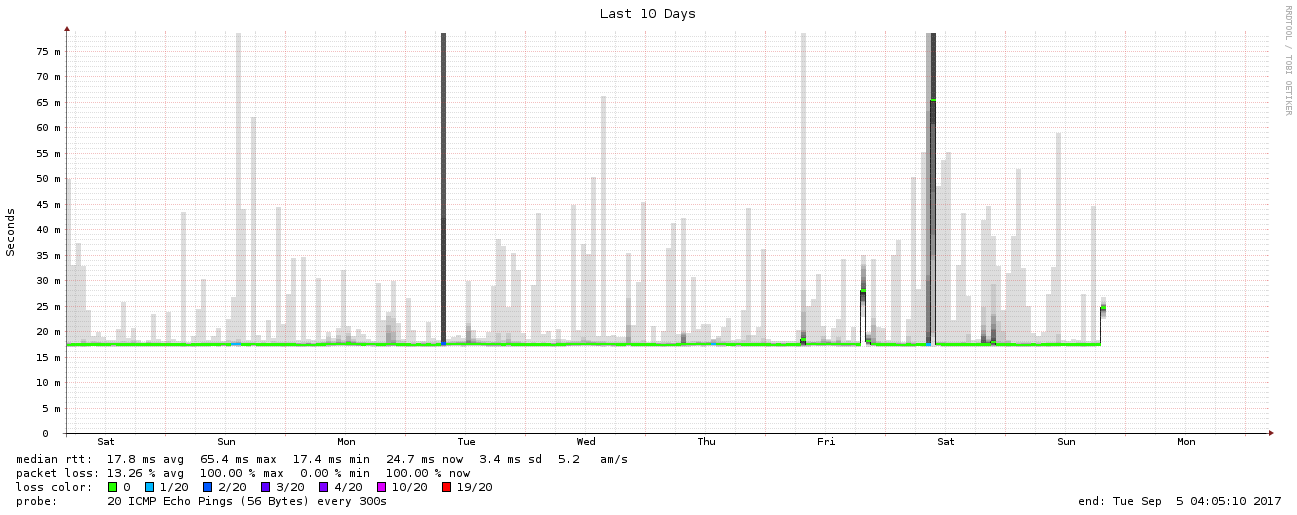 Last 10 Days
RRDTOOL / TOBI OETIKER
Seconds
75 m
70 m
65 m
60 m
55 m
50 m
45 m
40 m
35 m
30 m
25 m
20 m
15 m
10 m
5 m
0
Sat Sun Mon Tue Wed Thu Fri Sat Sun Mon
median rtt: 17.8 ms avg 65.4 ms max 17.4 ms min 24.7 ms now 3.4 ms sd 5.2 am/s
packet loss: 13.26 % avg 100.00 % max 0.00 % min 100.00 % now
loss color: 0 1/20 2/20 3/20 4/20 10/20 19/20
probe: 20 ICMP Echo Pings (56 Bytes) every 300s end: Tue Sep 5 04:05:10 2017